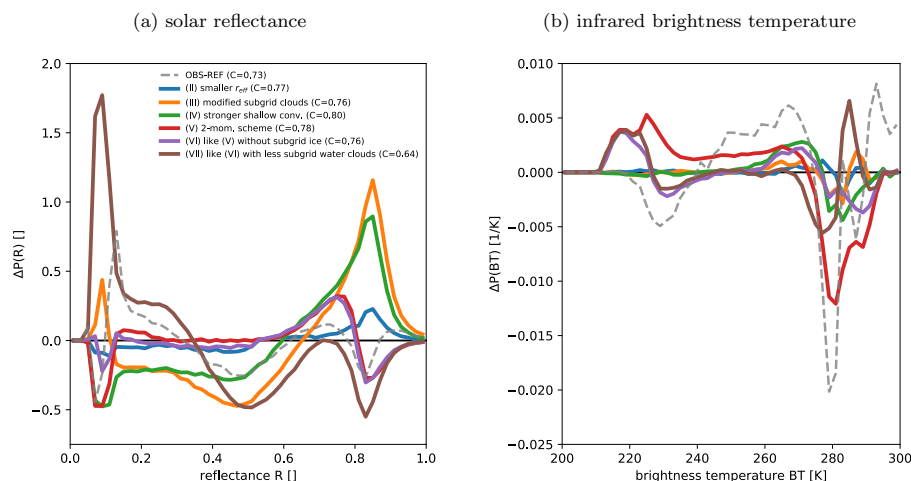 (a) solar reflectance
(b) infrared brightness temperature
2.0
1.5
1.0
0.5
0.0
−0.5
ΔP(R) []
OBS-REF (C=0,73)
(II) smaller reff (C=0.77)
(III) modified subgrid clouds (C=0.76)
(IV) stronger shallow conv. (C=0.80)
(V) 2-mom. scheme (C=0,78)
(VI) like (V) without subgrid ice (C=0,76)
(VII) like (VI) with less subgrid water clouds (C=0.64)
0.0 0.2 0.4 0.6 0.8 1.0
reflectance R []
0.010
0.005
0.000
−0.005
−0.010
−0.015
−0.020
−0.025
ΔP(BT) [1/K]
200 220 240 260 280 300
brightness temperature BT [K]